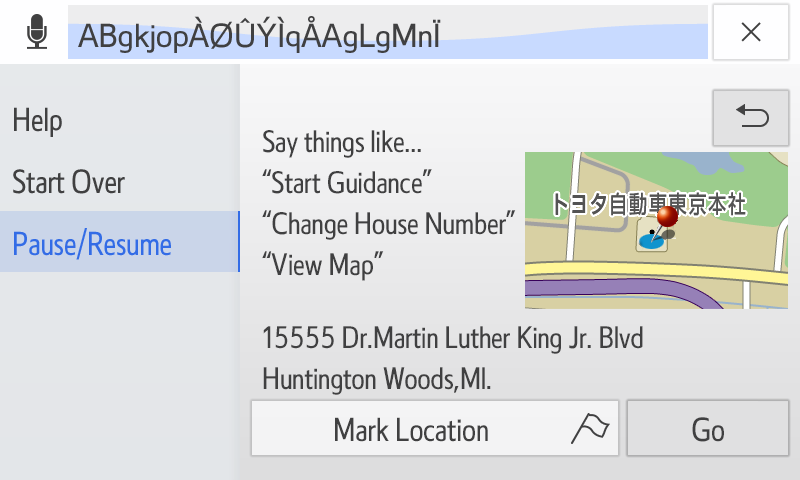 ABgkjopÀØÛÝÌqÅAgLgMnÏ
Help
Start Over
Pause/Resume
Say things like...
“Start Guidance”
“Change House Number”
“View Map”
トヨタ自動車東京本社
15555 Dr.Martin Luther King Jr. Blvd
Huntington Woods,MI.
Mark Location
Go